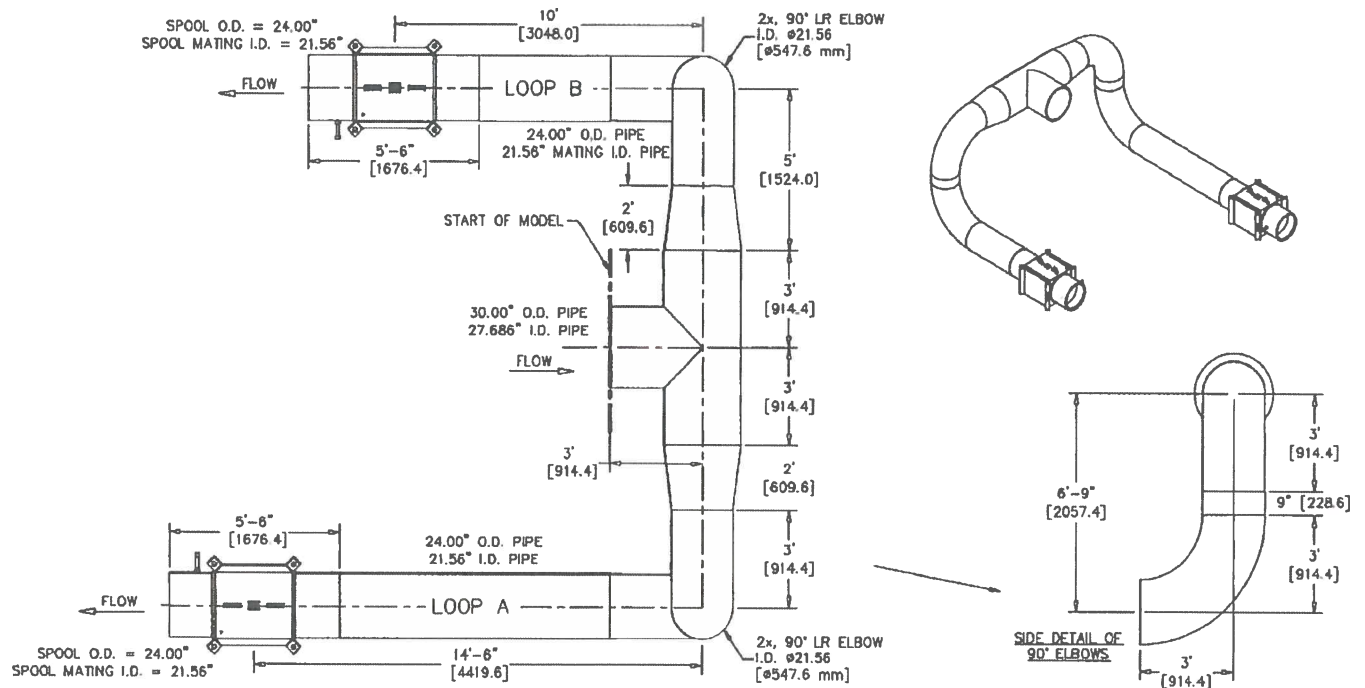 SPOOL O.D. = 24.00"
SPOOL MATING I.D. = 21.56"
10'
[3048.0]
2x, 90° LR ELBOW
I.D. ø21.56
[ø547.6 mm]
FLOW
LOOP B
24.00" O.D. PIPE
21.56" MATING I.D. PIPE
5'-6"
[1676.4]
5'
[1524.0]
2'
[609.6]
START OF MODEL
3'
[914.4]
30.00" O.D. PIPE
27.686" I.D. PIPE
FLOW
3'
[914.4]
3'
[914.4]
2'
[609.6]
5'-6"
[1676.4]
24.00" O.D. PIPE
21.56" I.D. PIPE
3'
[914.4]
FLOW
LOOP A
SPOOL O.D. = 24.00"
SPOOL MATING I.D. = 21.56"
14'-6"
[4419.6]
2x, 90° LR ELBOW
I.D. ø21.56
[ø547.6 mm]
6'-9"
[2057.4]
3'
[914.4]
9" [228.6]
3'
[914.4]
SIDE DETAIL OF
90° ELBOWS
3'
[914.4]